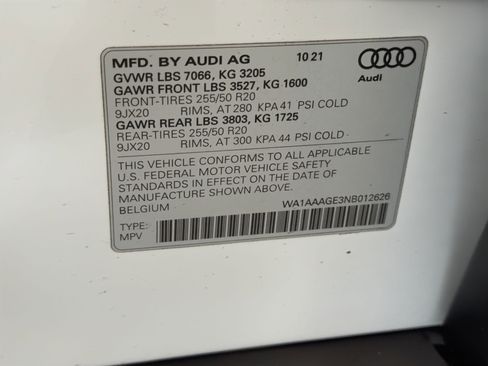 MFD. BY AUDI AG 10 21
GVWR LBS 7066, KG 3205
GAWR FRONT LBS 3527, KG 1600
FRONT-TIRES 255/50 R20
9JX20 RIMS, AT 280 KPA 41 PSI COLD
GAWR REAR LBS 3803, KG 1725
REAR-TIRES 255/50 R20
9JX20 RIMS, AT 300 KPA 44 PSI COLD
THIS VEHICLE CONFORMS TO ALL APPLICABLE
U.S. FEDERAL MOTOR VEHICLE SAFETY
STANDARDS IN EFFECT ON THE DATE OF
MANUFACTURE SHOWN ABOVE.
BELGIUM WA1AAAGE3NB012626
TYPE:
MPV
Audi